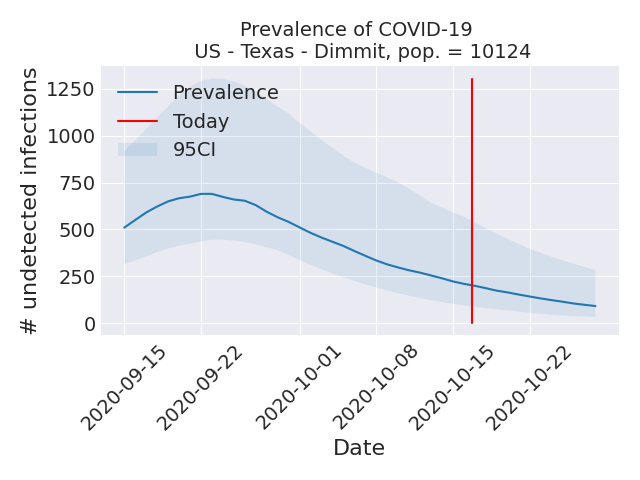 Prevalence of COVID-19
US - Texas - Dimmit, pop. = 10124
# undetected infections
1250
1000
750
500
250
0
Prevalence
Today
95CI
2020-09-15
2020-09-22
2020-10-01
2020-10-08
2020-10-15
2020-10-22
Date